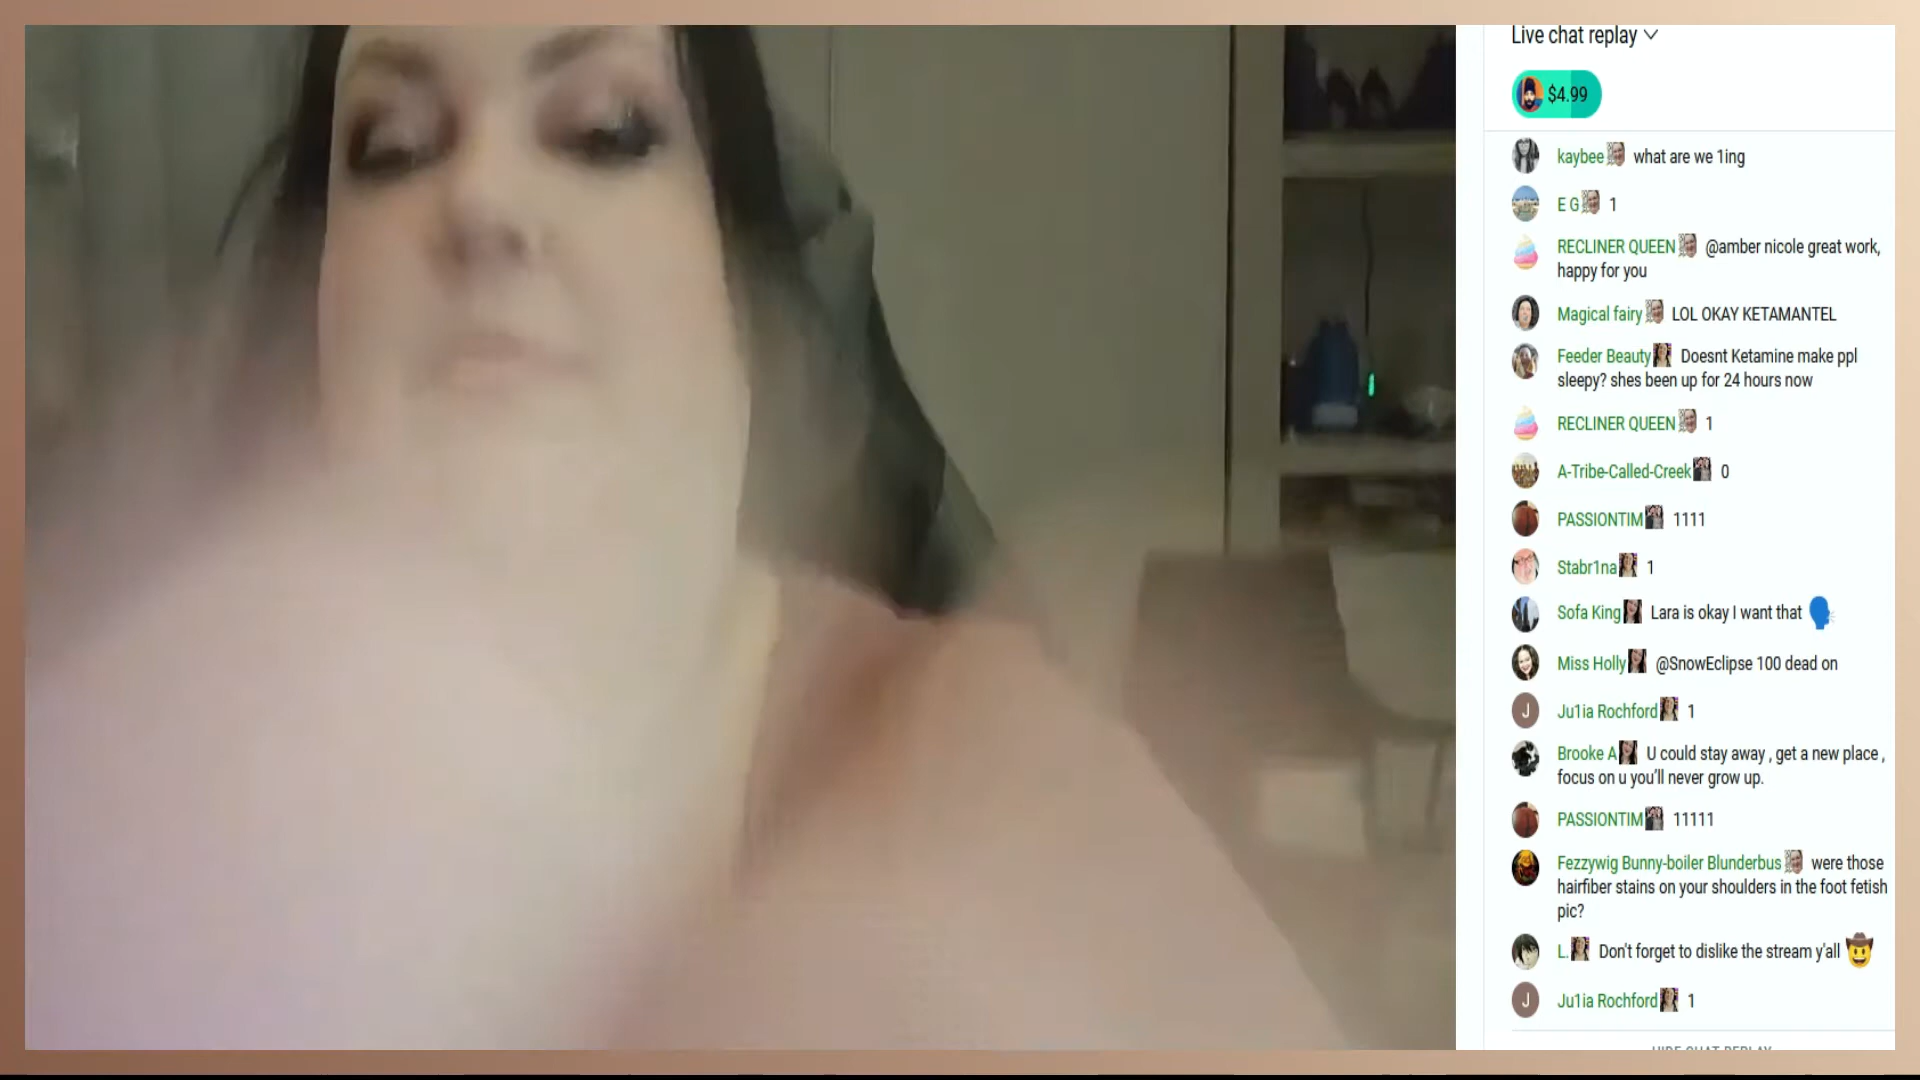 Live chat replay
$4.99
kaybee what are we 1ing
E G 1
RECLINER QUEEN @amber nicole great work,
happy for you
Magical fairy LOL OKAY KETAMANTEL
Feeder Beauty Doesnt Ketamine make ppl
sleepy? shes been up for 24 hours now
RECLINER QUEEN 1
A-Tribe-Called-Creek 0
PASSIONTIM 1111
Stabr1na 1
Sofa King Lara is okay I want that 🗣
Miss Holly @SnowEclipse 100 dead on
J
Ju1ia Rochford 1
Brooke A U could stay away , get a new place ,
focus on u you’ll never grow up.
PASSIONTIM 11111
Fezzywig Bunny-boiler Blunderbus were those
hairfiber stains on your shoulders in the foot fetish
pic?
L. Don't forget to dislike the stream y'all 🤠
J
Ju1ia Rochford 1
HIDE CHAT REPLAY